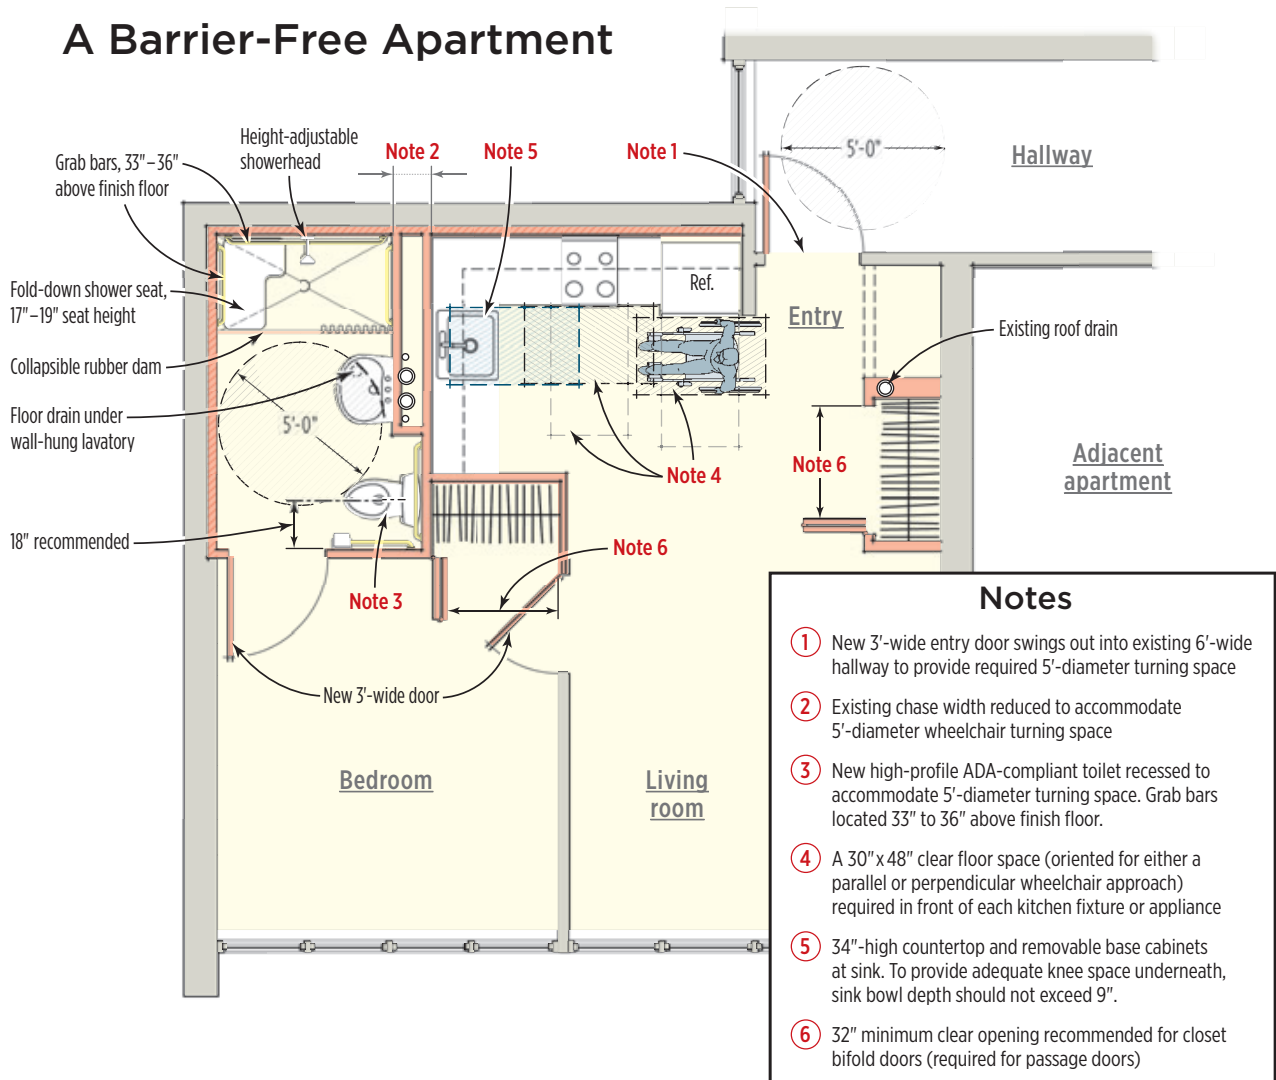 A Barrier-Free Apartment
Grab bars, 33"–36"
above finish floor
Height-adjustable
showerhead
Note 2
Note 5
Note 1
5'-0"
Hallway
Fold-down shower seat,
17"–19" seat height
Ref.
Entry
Existing roof drain
Collapsible rubber dam
Floor drain under
wall-hung lavatory
5'-0"
Note 4
Note 6
Adjacent
apartment
18" recommended
Note 3
Note 6
New 3'-wide door
Bedroom
Living
room
Notes
1 New 3'-wide entry door swings out into existing 6'-wide
hallway to provide required 5'-diameter turning space
2 Existing chase width reduced to accommodate
5'-diameter wheelchair turning space
3 New high-profile ADA-compliant toilet recessed to
accommodate 5'-diameter turning space. Grab bars
located 33" to 36" above finish floor.
4 A 30" x 48" clear floor space (oriented for either a
parallel or perpendicular wheelchair approach)
required in front of each kitchen fixture or appliance
5 34"-high countertop and removable base cabinets
at sink. To provide adequate knee space underneath,
sink bowl depth should not exceed 9".
6 32" minimum clear opening recommended for closet
bifold doors (required for passage doors)